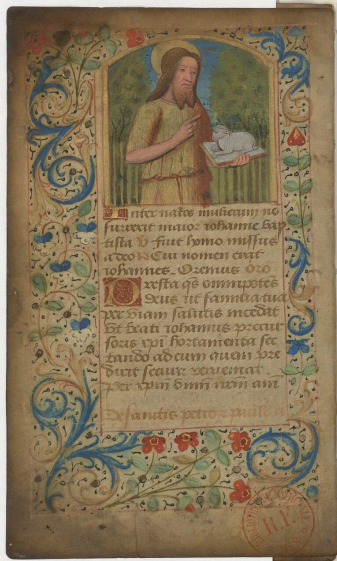 Inter natos mulierum no
surrexit maior iohanne bap
tista ℣ fuit homo missus
a deo ℟ Cui nomen erat
iohannes. Oremus oro
Presta qs omnipotes
deus ut familia tua
per viam salutis incedat
Et beati iohannis precur
soris xpi hortamenta sec
tando ad eum quem pre
dixit secura perveniat.
Per xpm dnm nrm am
De sanctis petro et paulo a